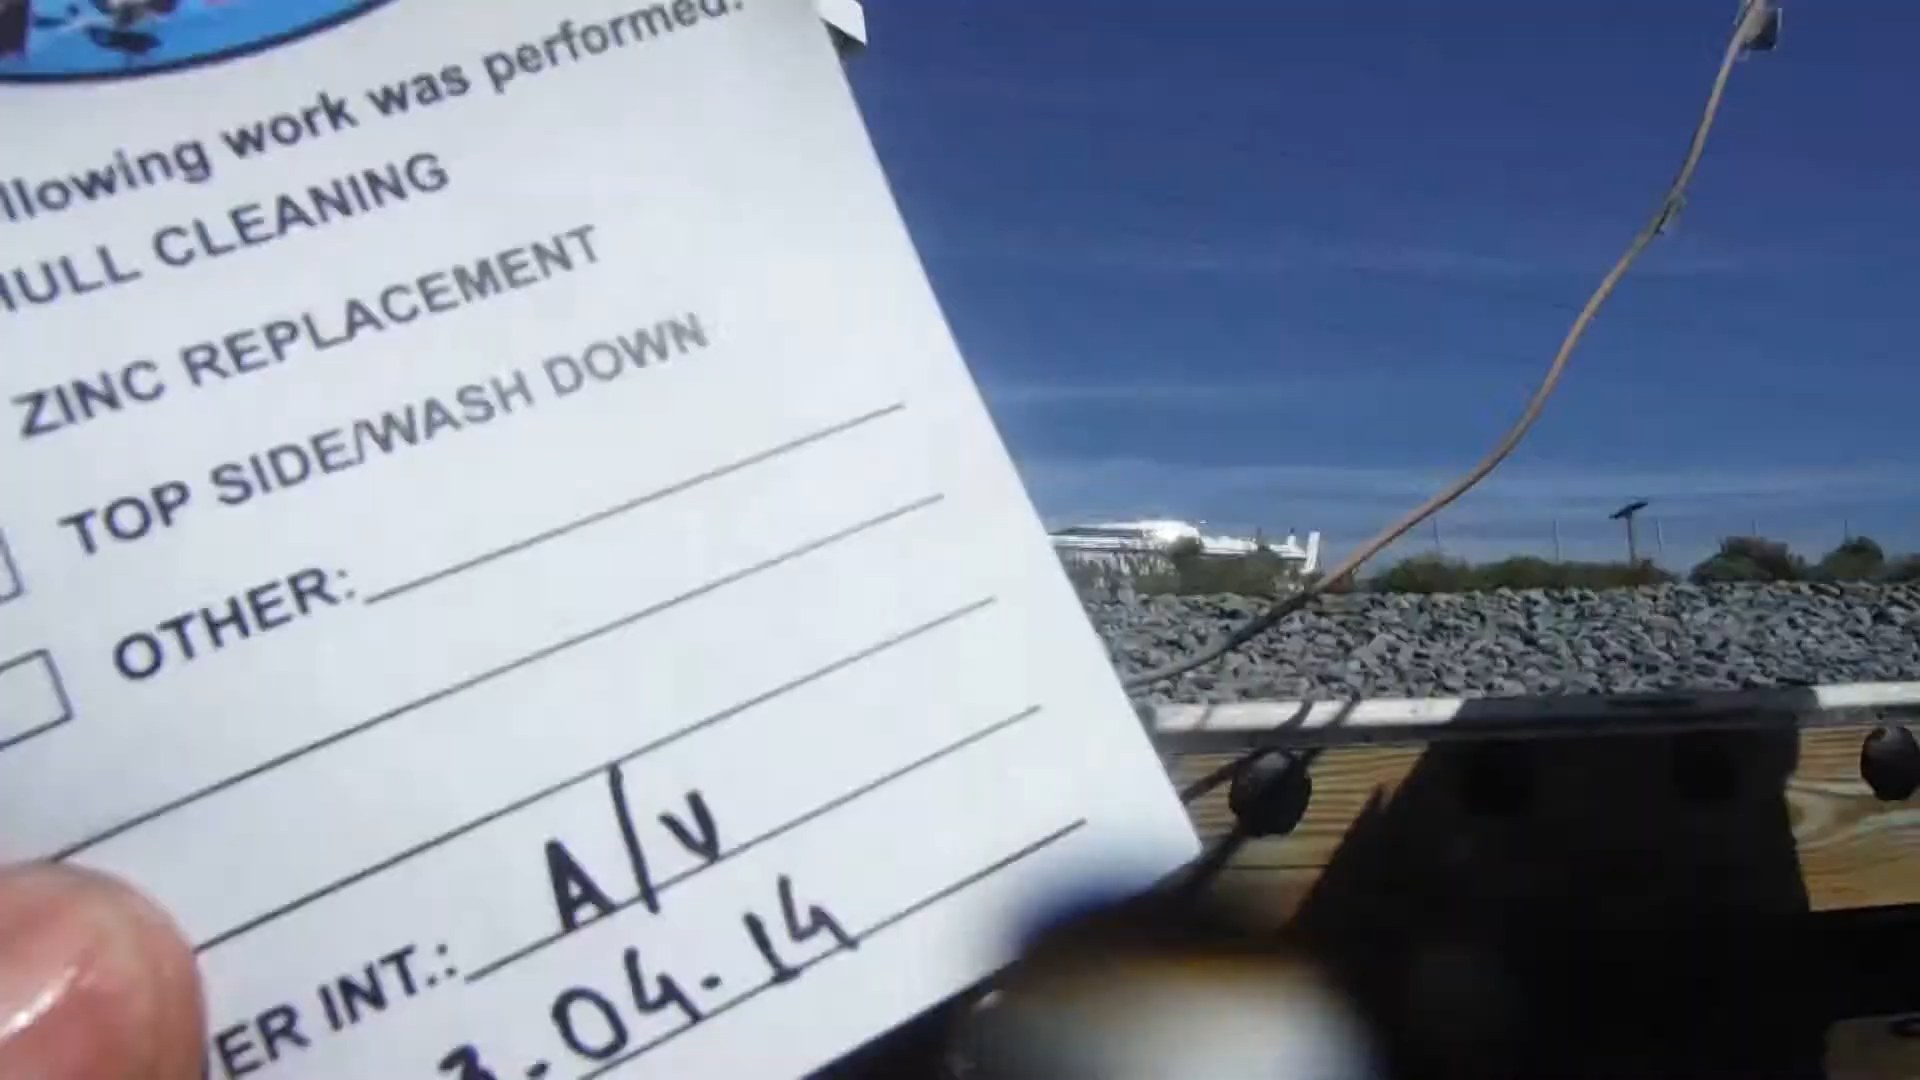 llowing work was performed:
HULL CLEANING
ZINC REPLACEMENT
TOP SIDE/WASH DOWN
OTHER:
ER INT.: A/V
3.04.14